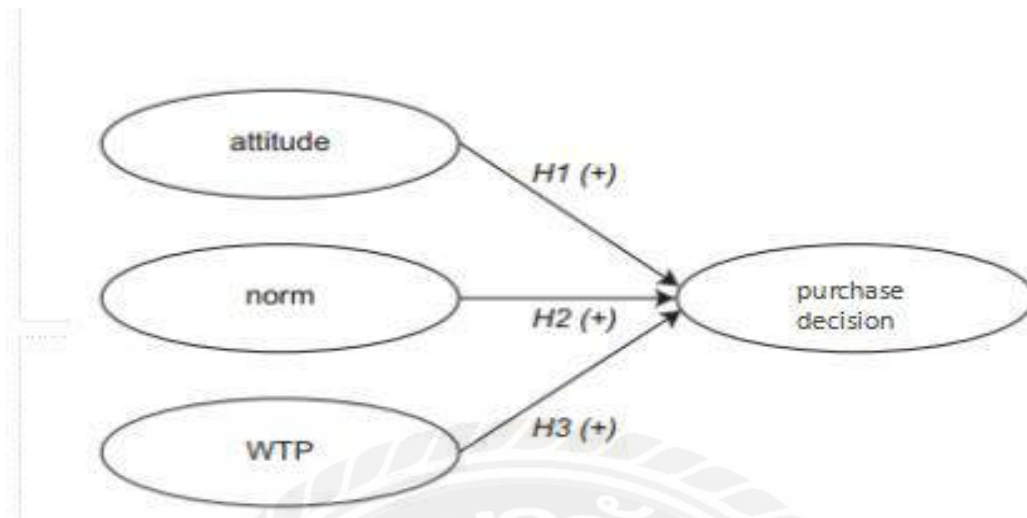 attitude
H1 (+)
norm
H2 (+)
purchase
decision
WTP
H3 (+)